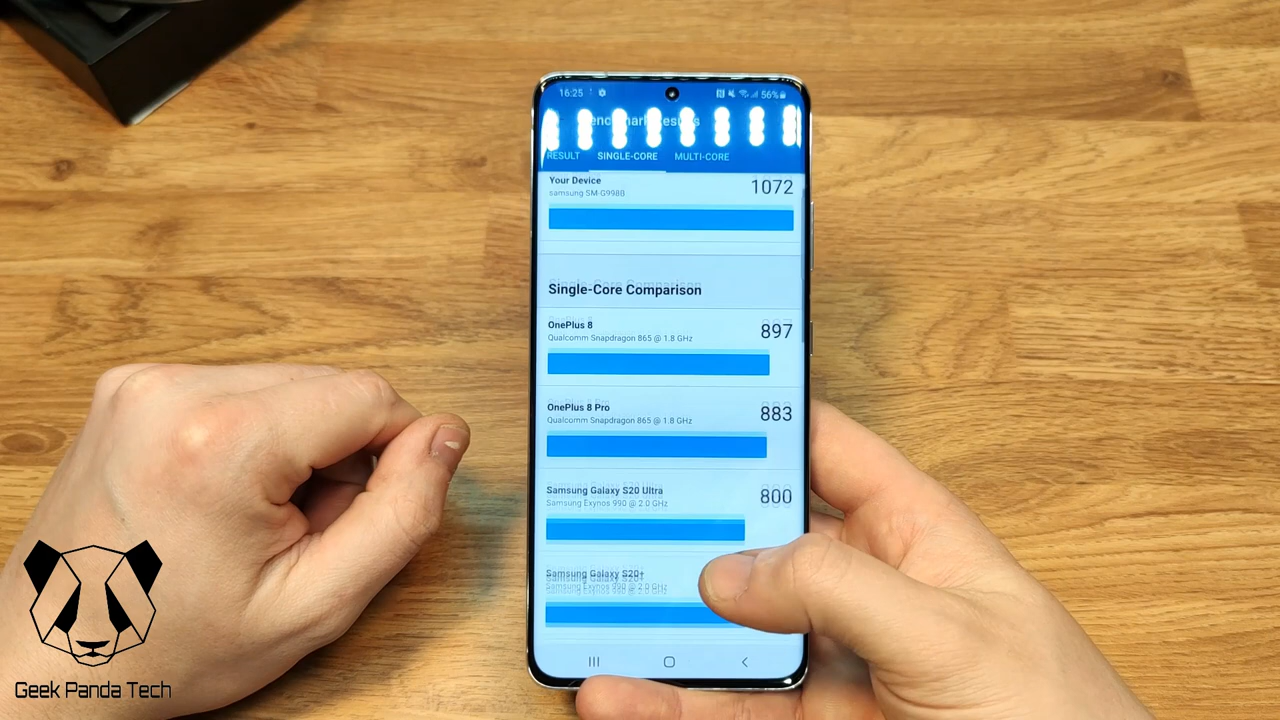 16:25
56%
RESULT SINGLE-CORE MULTI-CORE
Your Device
samsung SM-G998B
1072
Single-Core Comparison
OnePlus 8
Qualcomm Snapdragon 865 @ 1.8 GHz
897
OnePlus 8 Pro
Qualcomm Snapdragon 865 @ 1.8 GHz
883
Samsung Galaxy S20 Ultra
Samsung Exynos 990 @ 2.0 GHz
800
Samsung Galaxy S20+
Samsung Exynos 990 @ 2.0 GHz
Geek Panda Tech